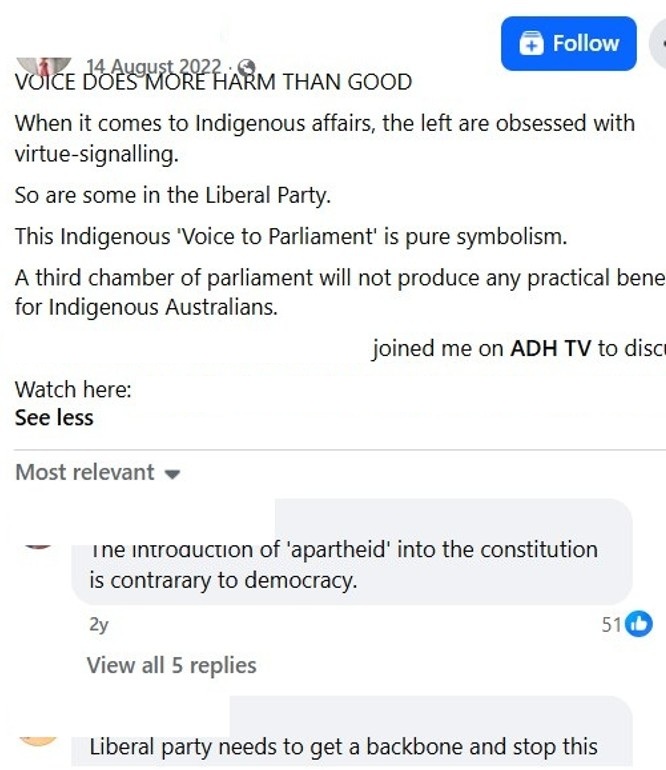 Follow
14 August 2022 ·
VOICE DOES MORE HARM THAN GOOD
When it comes to Indigenous affairs, the left are obsessed with
virtue-signalling.
So are some in the Liberal Party.
This Indigenous 'Voice to Parliament' is pure symbolism.
A third chamber of parliament will not produce any practical bene
for Indigenous Australians.
joined me on ADH TV to discu
Watch here:
See less
Most relevant
The introduction of 'apartheid' into the constitution
is contrarary to democracy.
2y
51
View all 5 replies
Liberal party needs to get a backbone and stop this